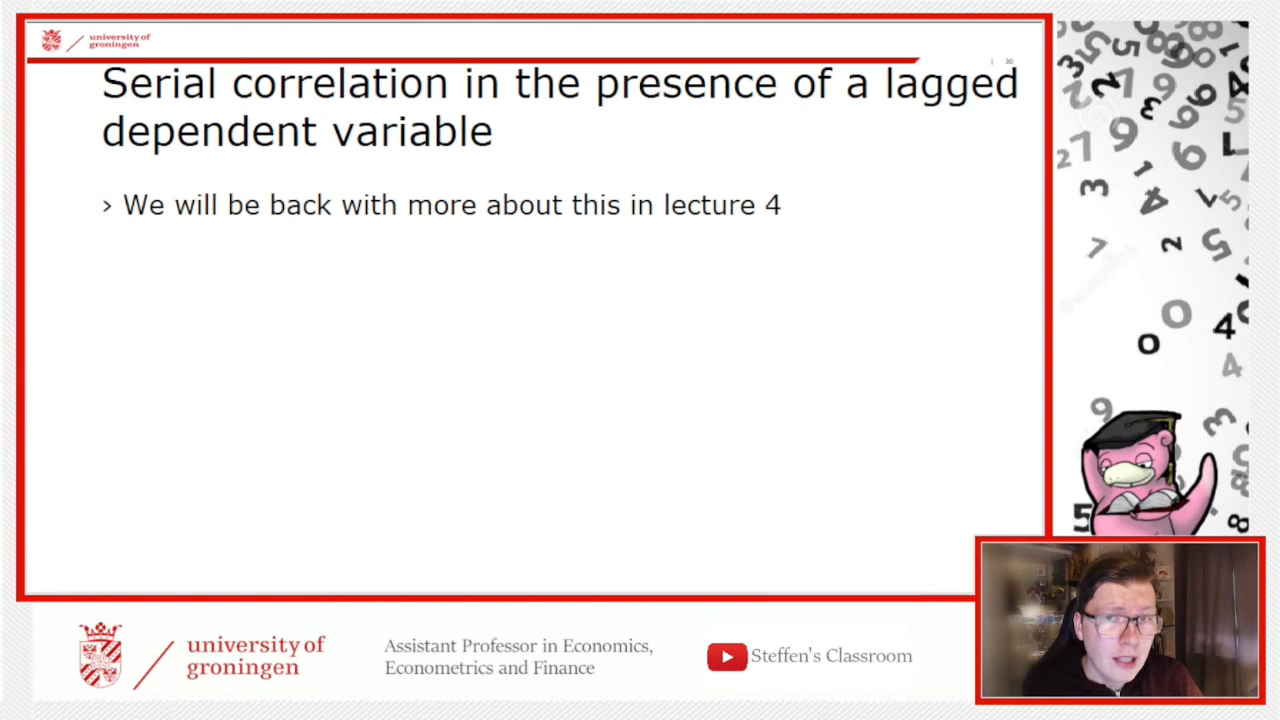 university of
groningen
30
Serial correlation in the presence of a lagged
dependent variable
› We will be back with more about this in lecture 4
university of
groningen
Assistant Professor in Economics,
Econometrics and Finance
Steffen's Classroom